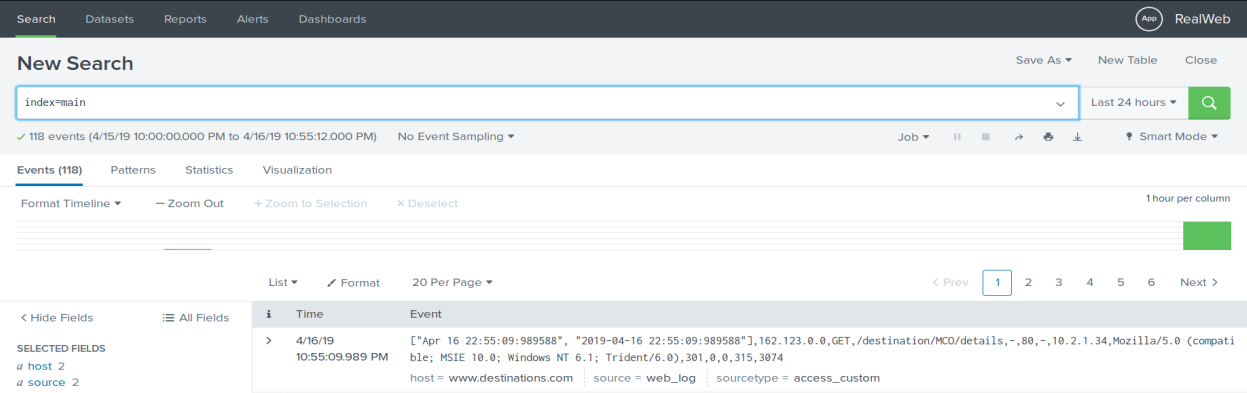 Search Datasets Reports Alerts Dashboards App RealWeb
New Search Save As New Table Close
index=main Last 24 hours
118 events (4/15/19 10:00:00.000 PM to 4/16/19 10:55:12.000 PM) No Event Sampling Job Smart Mode
Events (118) Patterns Statistics Visualization
Format Timeline − Zoom Out + Zoom to Selection × Deselect 1 hour per column
List Format 20 Per Page < Prev 1 2 3 4 5 6 Next >
< Hide Fields All Fields i Time Event
SELECTED FIELDS
a host 2
a source 2
> 4/16/19
10:55:09.989 PM
["Apr 16 22:55:09:989588", "2019-04-16 22:55:09:989588"],162.123.0.0,GET,/destination/MCO/details,-,80,-,10.2.1.34,Mozilla/5.0 (compati
ble; MSIE 10.0; Windows NT 6.1; Trident/6.0),301,0,0,315,3074
host = www.destinations.com source = web_log sourcetype = access_custom